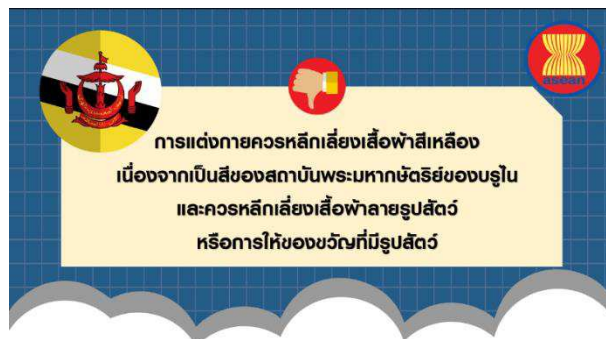 asean
การแต่งกายควรหลีกเลี่ยงเสื้อผ้าสีเหลือง
เนื่องจากเป็นสีของสถาบันพระมหากษัตริย์ของบรูไน
และควรหลีกเลี่ยงเสื้อผ้าลายรูปสัตว์
หรือการให้ของขวัญที่มีรูปสัตว์